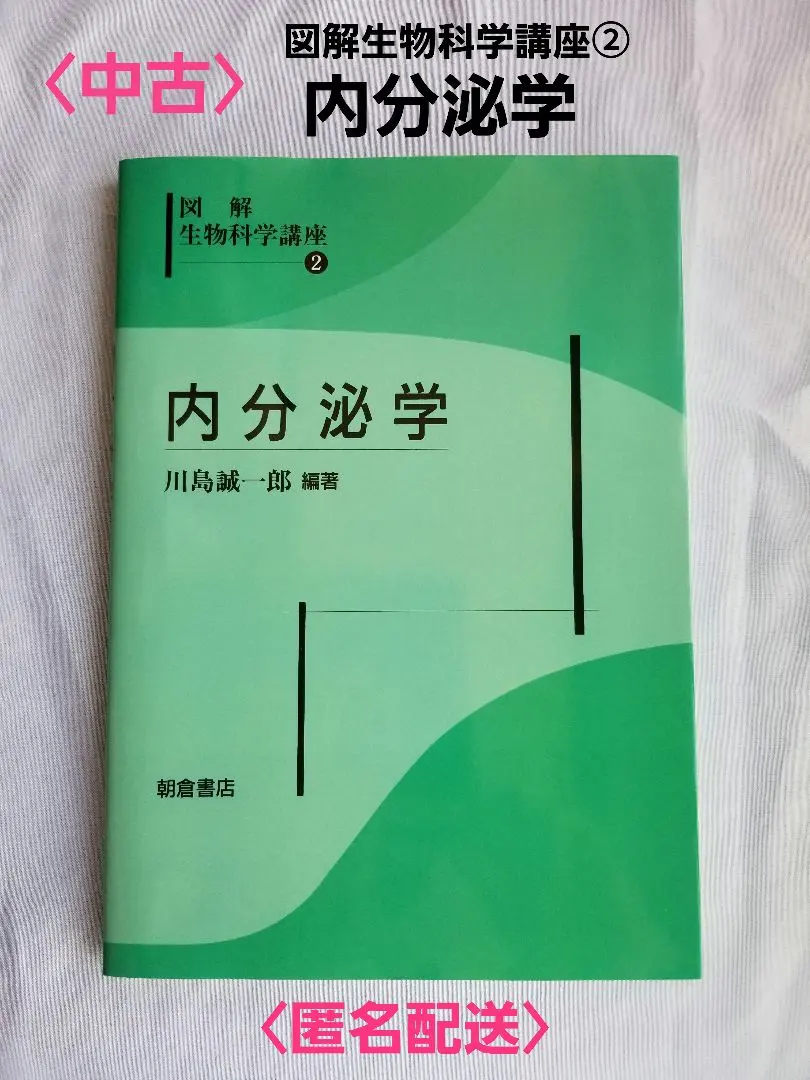 〈中古〉
図解生物科学講座②
内分泌学
図解
生物科学講座
2
内分泌学
川島誠一郎 編著
朝倉書店
〈匿名配送〉